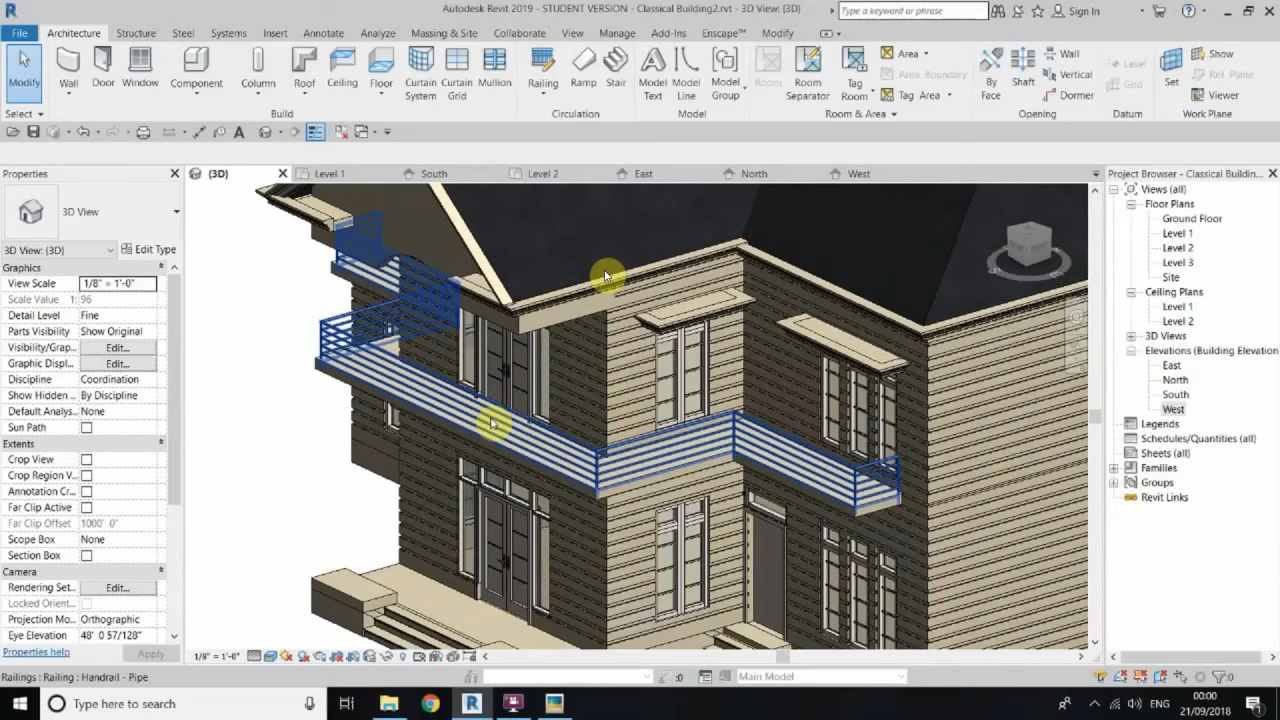 Autodesk Revit 2019 - STUDENT VERSION - Classical Building2.rvt - 3D View: {3D}
Type a keyword or phrase
Sign In
File Architecture Structure Steel Systems Insert Annotate Analyze Massing & Site Collaborate View Manage Add-Ins Enscape™ Modify
Modify Wall Door Window Component Column Roof Ceiling Floor Curtain System Curtain Grid Mullion Railing Ramp Stair Model Text Model Line Model Group Room Room Separator Tag Room Area Area Boundary Tag Area By Face Shaft Wall Vertical Dormer Level Grid Set Show Ref Plane Viewer
Select Build Circulation Model Room & Area Opening Datum Work Plane
Properties
{3D} Level 1 South Level 2 East North West
Project Browser - Classical Buildin...
3D View
3D View: {3D} Edit Type
Graphics
View Scale 1/8" = 1'-0"
Scale Value 1: 96
Detail Level Fine
Parts Visibility Show Original
Visibility/Grap... Edit...
Graphic Displ... Edit...
Discipline Coordination
Show Hidden ... By Discipline
Default Analys... None
Sun Path
Extents
Crop View
Crop Region V...
Annotation Cr...
Far Clip Active
Far Clip Offset 1000' 0"
Scope Box None
Section Box
Camera
Rendering Set... Edit...
Locked Orient...
Projection Mo... Orthographic
Eye Elevation 48' 0 57/128"
Properties help Apply
Views (all)
Floor Plans
Ground Floor
Level 1
Level 2
Level 3
Site
Ceiling Plans
Level 1
Level 2
3D Views
Elevations (Building Elevation
East
North
South
West
Legends
Schedules/Quantities (all)
Sheets (all)
Families
Groups
Revit Links
1/8" = 1'-0"
Railings : Railing : Handrail - Pipe
:0 Main Model :0
Type here to search
ENG
00:00
21/09/2018